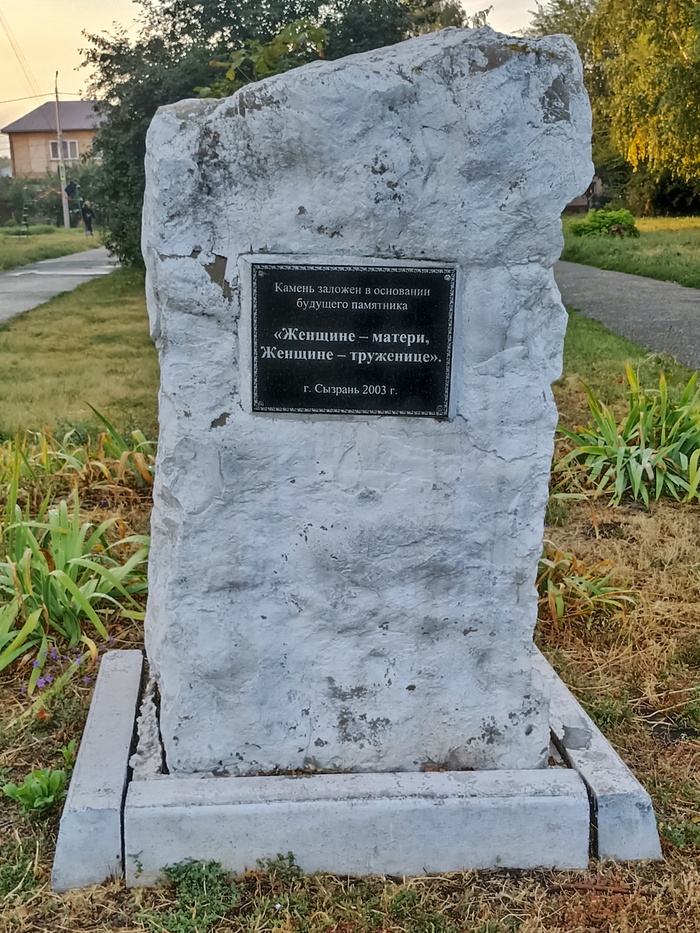 Камень заложен в основании
будущего памятника
«Женщине – матери,
Женщине – труженице».
г. Сызрань 2003 г.